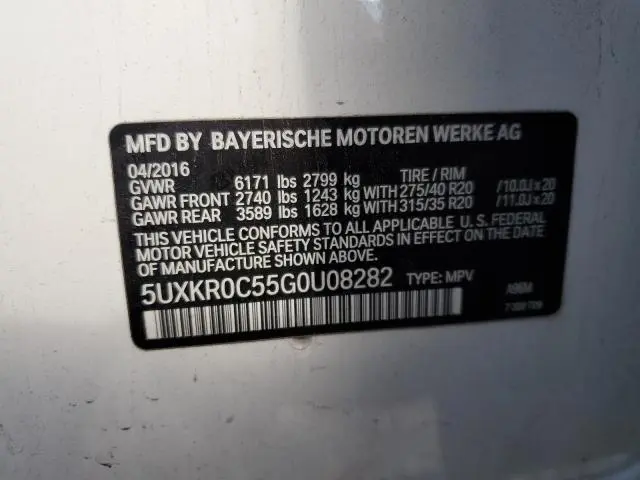 MFD BY BAYERISCHE MOTOREN WERKE AG
04/2016 TIRE / RIM
GVWR 6171 lbs 2799 kg
GAWR FRONT 2740 lbs 1243 kg WITH 275/40 R20 /10.0J x 20
GAWR REAR 3589 lbs 1628 kg WITH 315/35 R20 /11.0J x 20
THIS VEHICLE CONFORMS TO ALL APPLICABLE U. S. FEDERAL
MOTOR VEHICLE SAFETY STANDARDS IN EFFECT ON THE DATE
OF MANUFACTURE SHOWN ABOVE.
5UXKR0C55G0U08282 TYPE: MPV